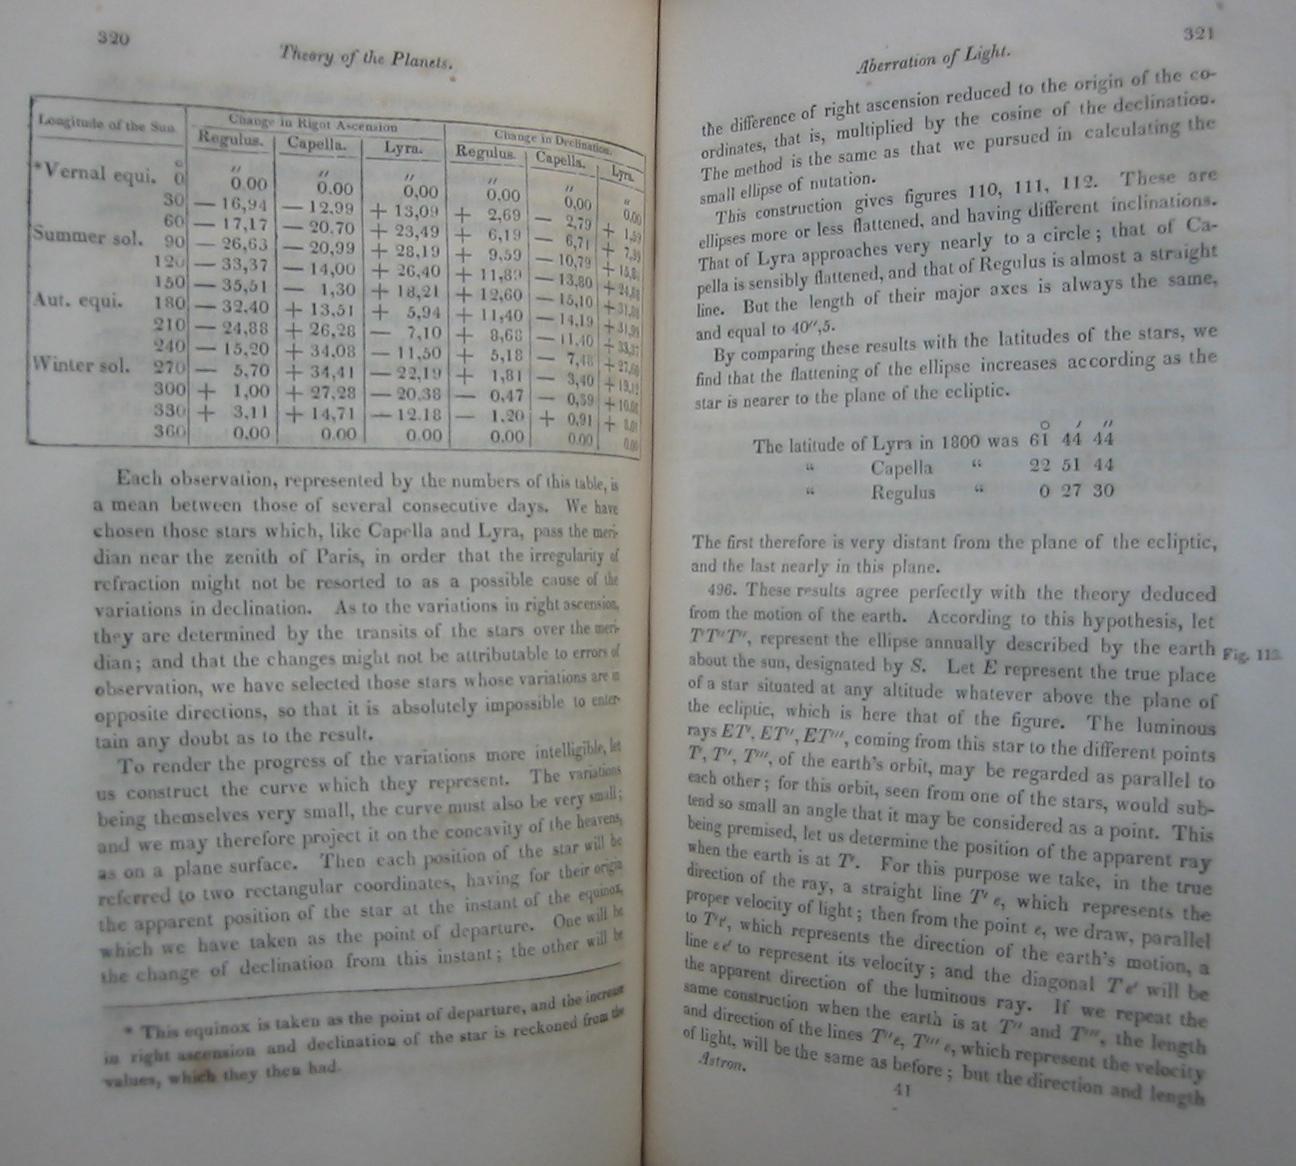 320
Theory of the Planets.
Longitude of the Sun. Change in Rigot Ascension Change in Declination.
Regulus. Capella. Lyra. Regulus. Capella. Lyra.
° ″ ″ ″ ″ ″ ″
*Vernal equi. 0 0.00 0.00 0,00 0.00 0,00 0,00
30 — 16,94 — 12,99 + 13,09 + 2,69 — 2,79 + 1,59
60 — 17,17 — 20,70 + 23,49 + 6,19 — 6,71 +
Summer sol. 90 — 26,63 — 20,99 + 28,19 + 9,59 — 10,79 +
120 — 33,37 — 14,00 + 26,40 + 11,89 — 13,80 +
150 — 35,51 — 1,30 + 18,21 + 12,60 — 15,10 +
Aut. equi. 180 — 32,40 + 13,51 + 5,94 + 11,40 — 14,19 +
210 — 24,88 + 26,28 — 7,10 + 8,68 — 11,40 +
240 — 15,20 + 34,08 — 11,50 + 5,18 — 7,48 +
Winter sol. 270 — 5,70 + 34,41 — 22,19 + 1,81 — 3,40 +
300 + 1,00 + 27,28 — 20,38 — 0,47 — 0,59 +
330 + 3,11 + 14,71 — 12,18 — 1,20 + 0,91 +
360 0.00 0.00 0.00 0.00 0.00 0.00
Each observation, represented by the numbers of this table, is
a mean between those of several consecutive days. We have
chosen those stars which, like Capella and Lyra, pass the meri-
dian near the zenith of Paris, in order that the irregularity of
refraction might not be resorted to as a possible cause of the
variations in declination. As to the variations in right ascension,
they are determined by the transits of the stars over the meri-
dian; and that the changes might not be attributable to errors of
observation, we have selected those stars whose variations are in
opposite directions, so that it is absolutely impossible to enter-
tain any doubt as to the result.
To render the progress of the variations more intelligible, let
us construct the curve which they represent. The variations
being themselves very small, the curve must also be very small;
and we may therefore project it on the concavity of the heavens,
as on a plane surface. Then each position of the star will be
referred to two rectangular coordinates, having for their origin
the apparent position of the star at the instant of the equinox,
which we have taken as the point of departure. One will be
the change of declination from this instant; the other will be
* This equinox is taken as the point of departure, and the increase
in right ascension and declination of the star is reckoned from the
values, which they then had.
321
Aberration of Light.
the difference of right ascension reduced to the origin of the co-
ordinates, that is, multiplied by the cosine of the declination.
The method is the same as that we pursued in calculating the
small ellipse of nutation.
This construction gives figures 110, 111, 112. These are
ellipses more or less flattened, and having different inclinations.
That of Lyra approaches very nearly to a circle; that of Ca-
pella is sensibly flattened, and that of Regulus is almost a straight
line. But the length of their major axes is always the same,
and equal to 40″,5.
By comparing these results with the latitudes of the stars, we
find that the flattening of the ellipse increases according as the
star is nearer to the plane of the ecliptic.
° ′ ″
The latitude of Lyra in 1800 was 61 44 44
“ Capella “ 22 51 44
“ Regulus “ 0 27 30
The first therefore is very distant from the plane of the ecliptic,
and the last nearly in this plane.
496. These results agree perfectly with the theory deduced
from the motion of the earth. According to this hypothesis, let
T T″T‴, represent the ellipse annually described by the earth Fig. 113.
about the sun, designated by S. Let E represent the true place
of a star situated at any altitude whatever above the plane of
the ecliptic, which is here that of the figure. The luminous
rays ET′, ET″, ET‴, coming from this star to the different points
T′, T″, T‴, of the earth's orbit, may be regarded as parallel to
each other; for this orbit, seen from one of the stars, would sub-
tend so small an angle that it may be considered as a point. This
being premised, let us determine the position of the apparent ray
when the earth is at T′. For this purpose we take, in the true
direction of the ray, a straight line T′ e, which represents the
proper velocity of light; then from the point e, we draw, parallel
to T′t′, which represents the direction of the earth's motion, a
line e e′ to represent its velocity; and the diagonal T e′ will be
the apparent direction of the luminous ray. If we repeat the
same construction when the earth is at T″ and T‴, the length
and direction of the lines T″e, T‴ e, which represent the velocity
of light, will be the same as before; but the direction and length
Astron.
41